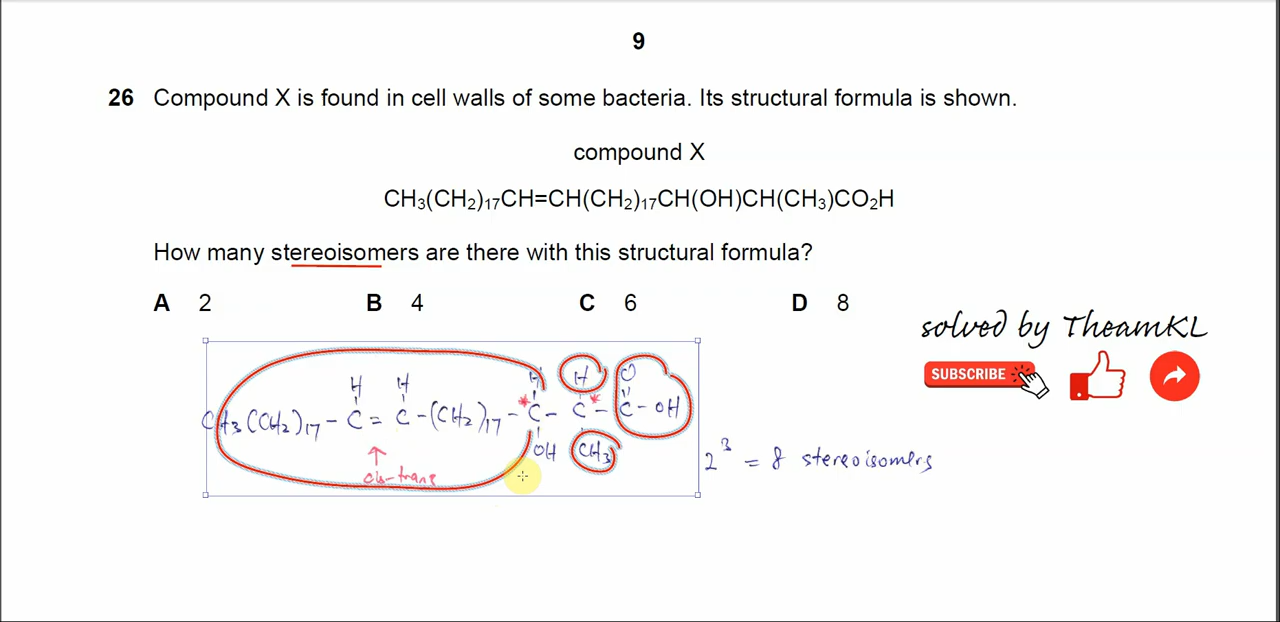 9
26 Compound X is found in cell walls of some bacteria. Its structural formula is shown.
compound X
CH₃(CH₂)₁₇CH=CH(CH₂)₁₇CH(OH)CH(CH₃)CO₂H
How many stereoisomers are there with this structural formula?
A 2 B 4 C 6 D 8
solved by TheamKL
SUBSCRIBE
H H H H O
CH₃(CH₂)₁₇ - C = C - (CH₂)₁₇ - *C - C* - C - OH
OH CH₃
cis-trans
2³ = 8 stereoisomers